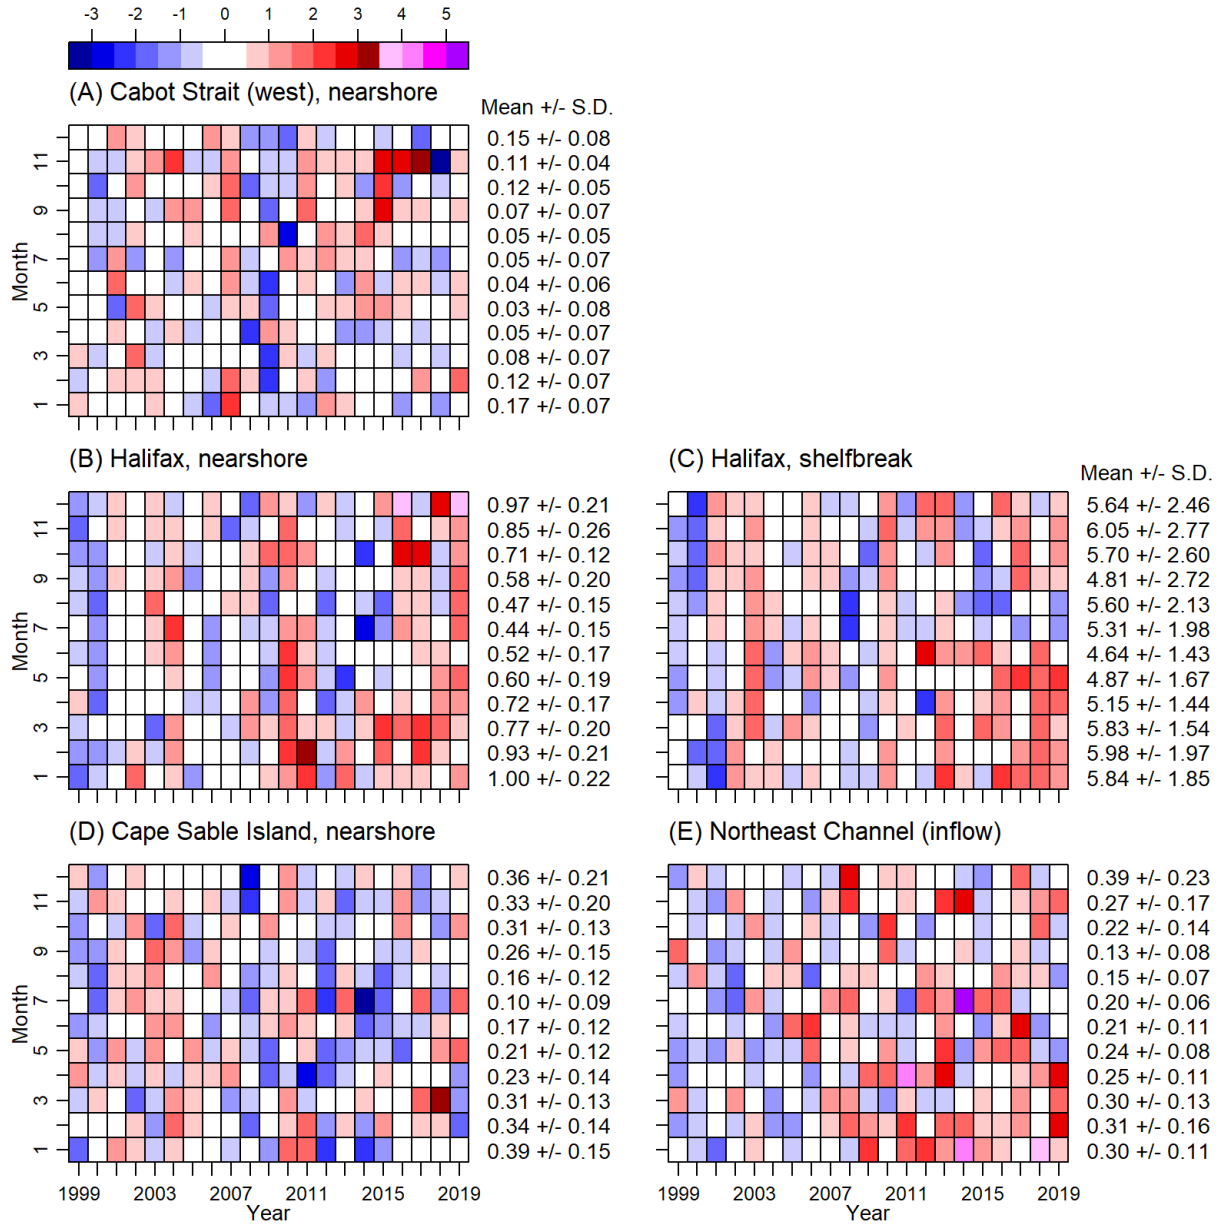 -3 -2 -1 0 1 2 3 4 5
(A) Cabot Strait (west), nearshore
Mean +/- S.D.
0.15 +/- 0.08
11 0.11 +/- 0.04
0.12 +/- 0.05
9 0.07 +/- 0.07
0.05 +/- 0.05
7 0.05 +/- 0.07
0.04 +/- 0.06
5 0.03 +/- 0.08
0.05 +/- 0.07
3 0.08 +/- 0.07
0.12 +/- 0.07
1 0.17 +/- 0.07
Month
(B) Halifax, nearshore
0.97 +/- 0.21
11 0.85 +/- 0.26
0.71 +/- 0.12
9 0.58 +/- 0.20
0.47 +/- 0.15
7 0.44 +/- 0.15
0.52 +/- 0.17
5 0.60 +/- 0.19
0.72 +/- 0.17
3 0.77 +/- 0.20
0.93 +/- 0.21
1 1.00 +/- 0.22
Month
(C) Halifax, shelfbreak
Mean +/- S.D.
5.64 +/- 2.46
6.05 +/- 2.77
5.70 +/- 2.60
4.81 +/- 2.72
5.60 +/- 2.13
5.31 +/- 1.98
4.64 +/- 1.43
4.87 +/- 1.67
5.15 +/- 1.44
5.83 +/- 1.54
5.98 +/- 1.97
5.84 +/- 1.85
(D) Cape Sable Island, nearshore
0.36 +/- 0.21
11 0.33 +/- 0.20
0.31 +/- 0.13
9 0.26 +/- 0.15
0.16 +/- 0.12
7 0.10 +/- 0.09
0.17 +/- 0.12
5 0.21 +/- 0.12
0.23 +/- 0.14
3 0.31 +/- 0.13
0.34 +/- 0.14
1 0.39 +/- 0.15
Month
1999 2003 2007 2011 2015 2019
Year
(E) Northeast Channel (inflow)
0.39 +/- 0.23
0.27 +/- 0.17
0.22 +/- 0.14
0.13 +/- 0.08
0.15 +/- 0.07
0.20 +/- 0.06
0.21 +/- 0.11
0.24 +/- 0.08
0.25 +/- 0.11
0.30 +/- 0.13
0.31 +/- 0.16
0.30 +/- 0.11
1999 2003 2007 2011 2015 2019
Year